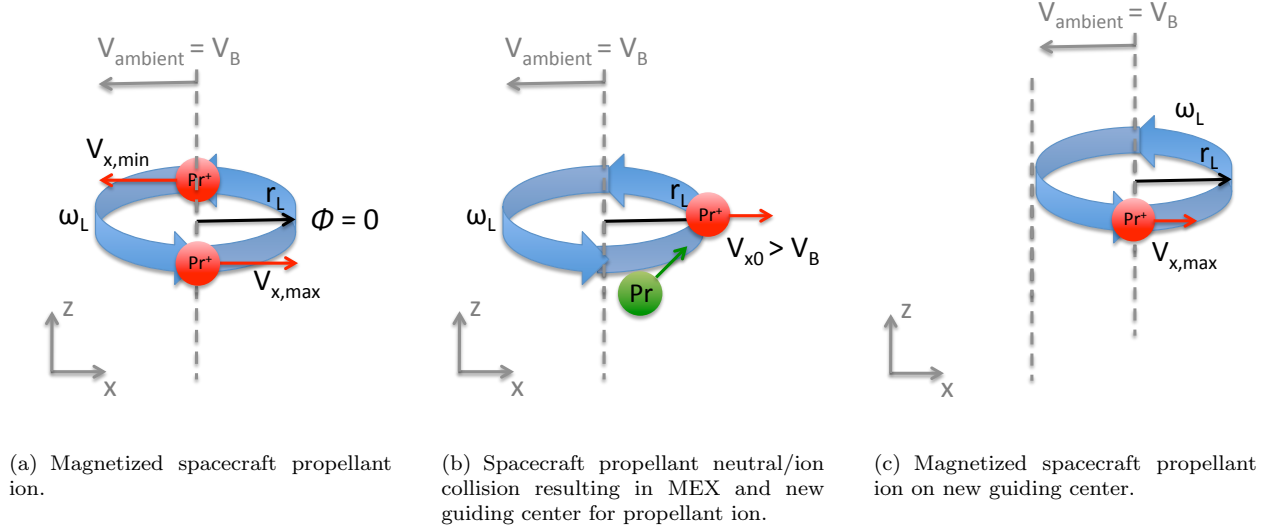 V_ambient = V_B
V_x,min
Pr⁺
r_L
ω_L
Φ = 0
Pr⁺
V_x,max
Z
X
(a) Magnetized spacecraft propellant
ion.
V_ambient = V_B
r_L
Pr⁺
ω_L
V_x0 > V_B
Pr
Z
X
(b) Spacecraft propellant neutral/ion
collision resulting in MEX and new
guiding center for propellant ion.
V_ambient = V_B
ω_L
r_L
Pr⁺
V_x,max
Z
X
(c) Magnetized spacecraft propellant
ion on new guiding center.